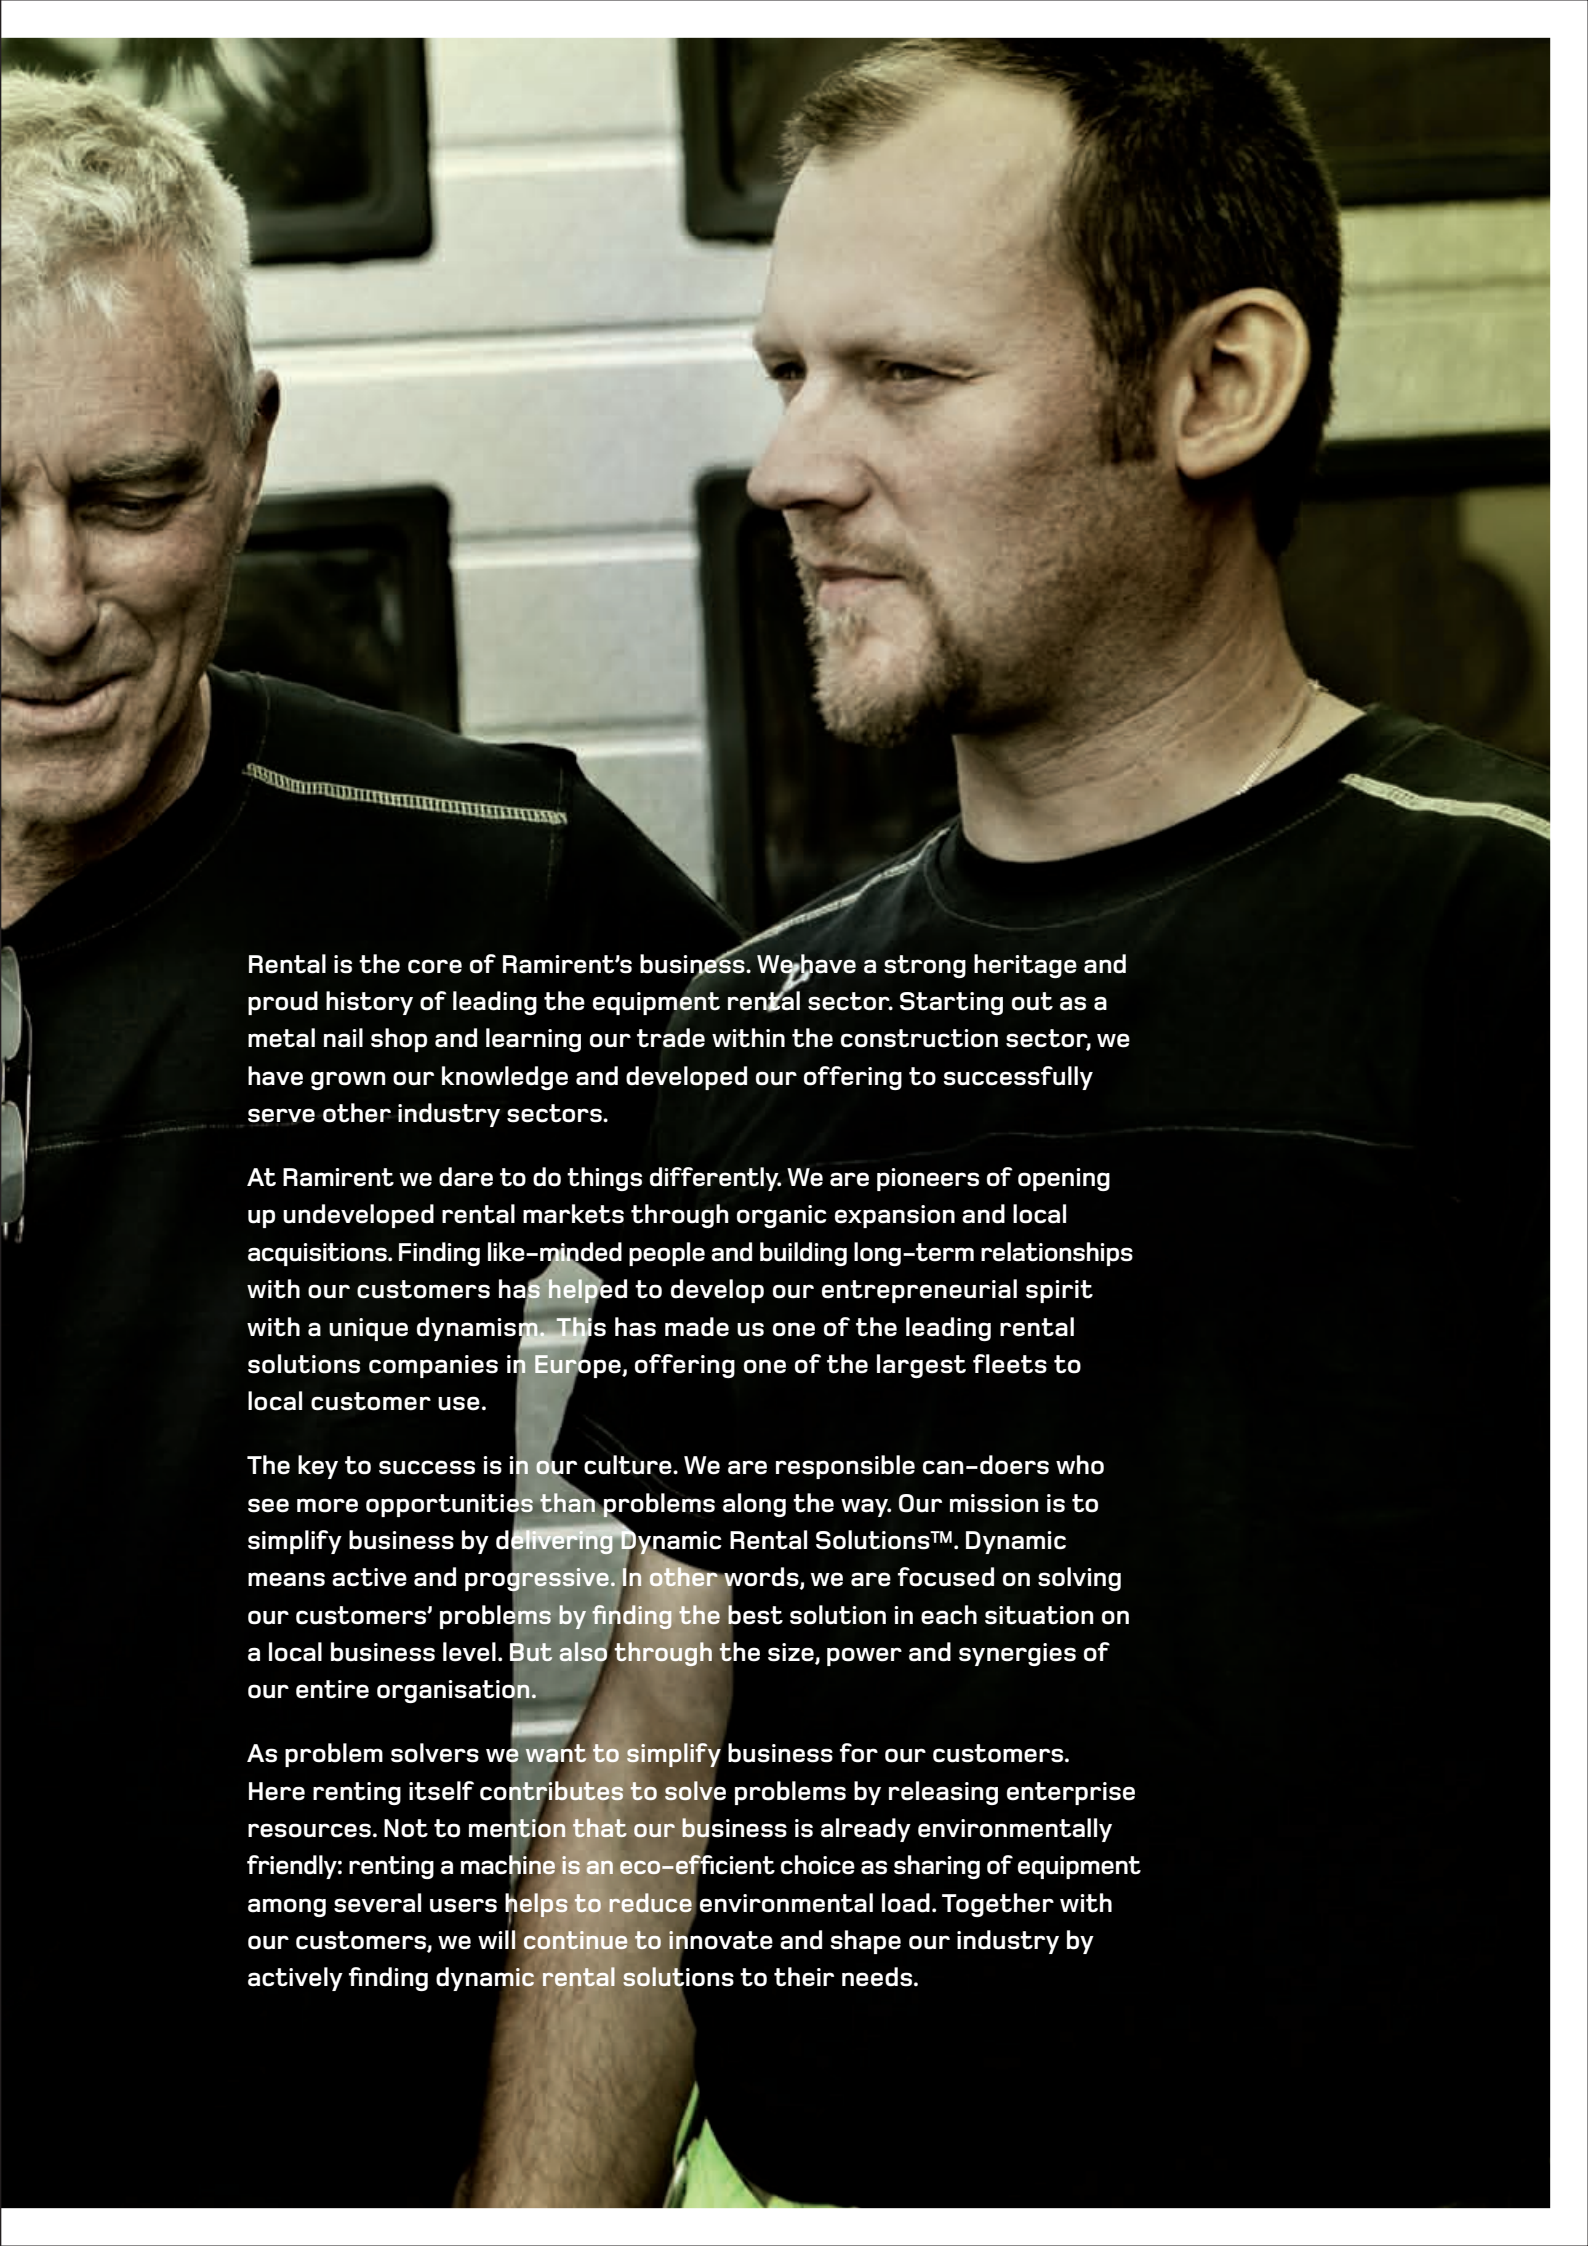 Rental is the core of Ramirent’s business. We have a strong heritage and
proud history of leading the equipment rental sector. Starting out as a
metal nail shop and learning our trade within the construction sector, we
have grown our knowledge and developed our offering to successfully
serve other industry sectors.
At Ramirent we dare to do things differently. We are pioneers of opening
up undeveloped rental markets through organic expansion and local
acquisitions. Finding like-minded people and building long-term relationships
with our customers has helped to develop our entrepreneurial spirit
with a unique dynamism. This has made us one of the leading rental
solutions companies in Europe, offering one of the largest fleets to
local customer use.
The key to success is in our culture. We are responsible can-doers who
see more opportunities than problems along the way. Our mission is to
simplify business by delivering Dynamic Rental Solutions™. Dynamic
means active and progressive. In other words, we are focused on solving
our customers’ problems by finding the best solution in each situation on
a local business level. But also through the size, power and synergies of
our entire organisation.
As problem solvers we want to simplify business for our customers.
Here renting itself contributes to solve problems by releasing enterprise
resources. Not to mention that our business is already environmentally
friendly: renting a machine is an eco-efficient choice as sharing of equipment
among several users helps to reduce environmental load. Together with
our customers, we will continue to innovate and shape our industry by
actively finding dynamic rental solutions to their needs.